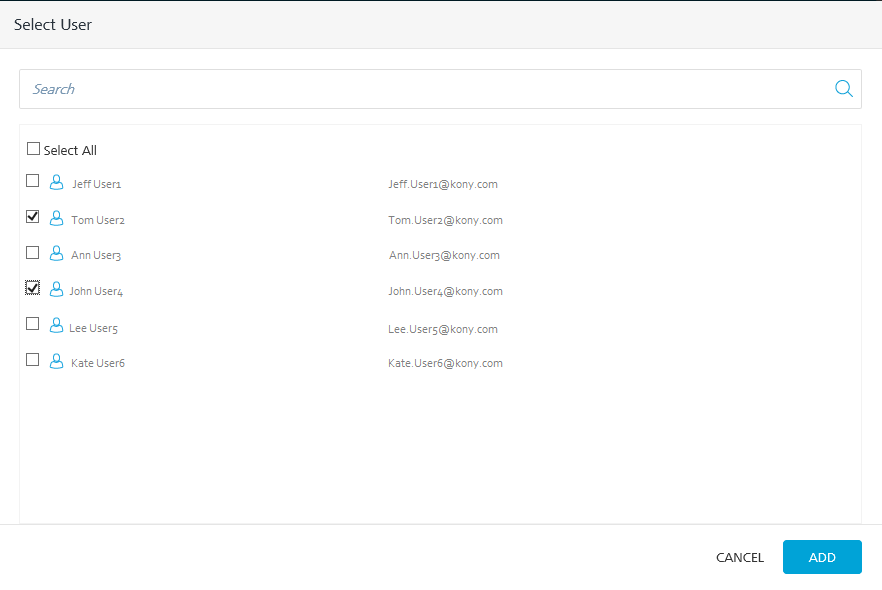 Select User
Search
Select All
Jeff User1 Jeff.User1@kony.com
Tom User2 Tom.User2@kony.com
Ann User3 Ann.User3@kony.com
John User4 John.User4@kony.com
Lee User5 Lee.User5@kony.com
Kate User6 Kate.User6@kony.com
CANCEL ADD